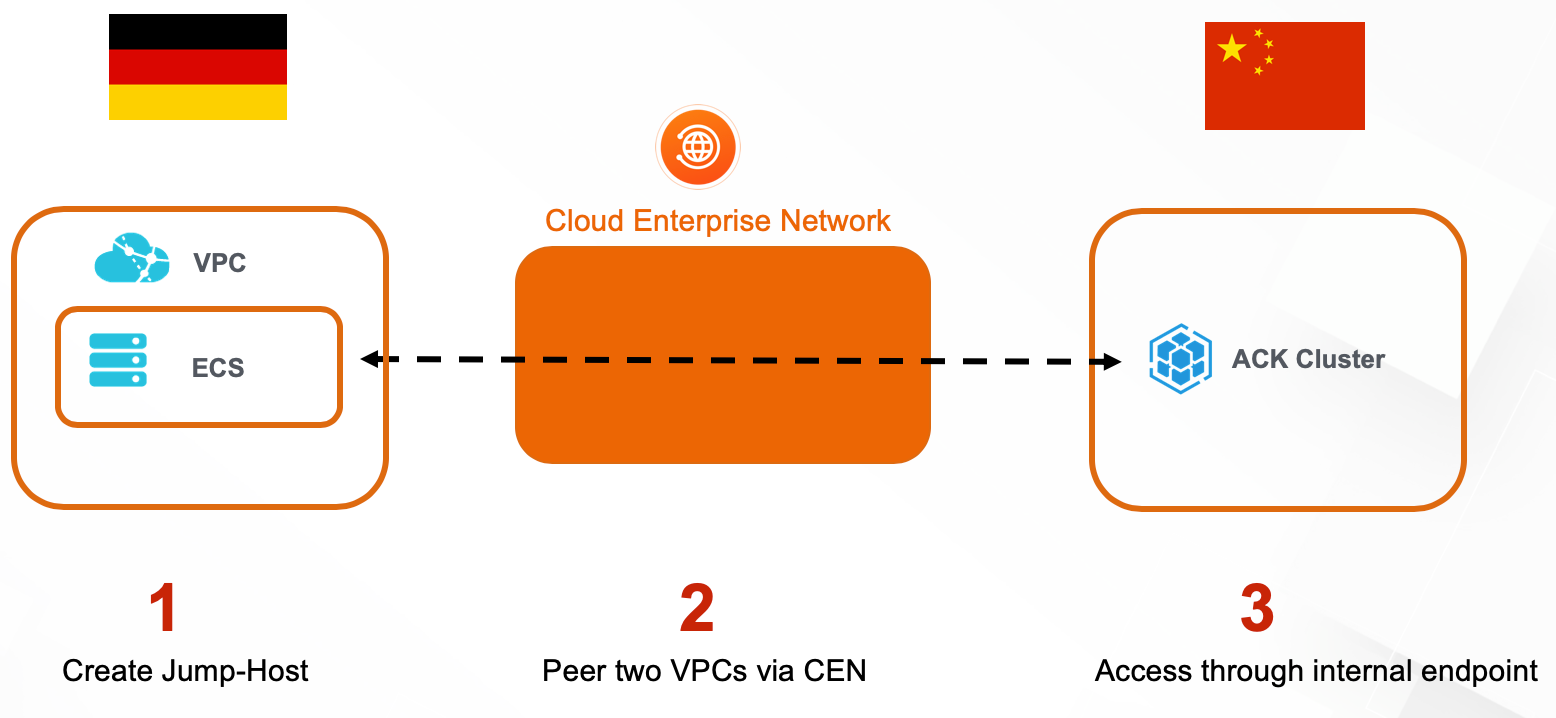 Cloud Enterprise Network
VPC
ECS
ACK Cluster
1
Create Jump-Host
2
Peer two VPCs via CEN
3
Access through internal endpoint